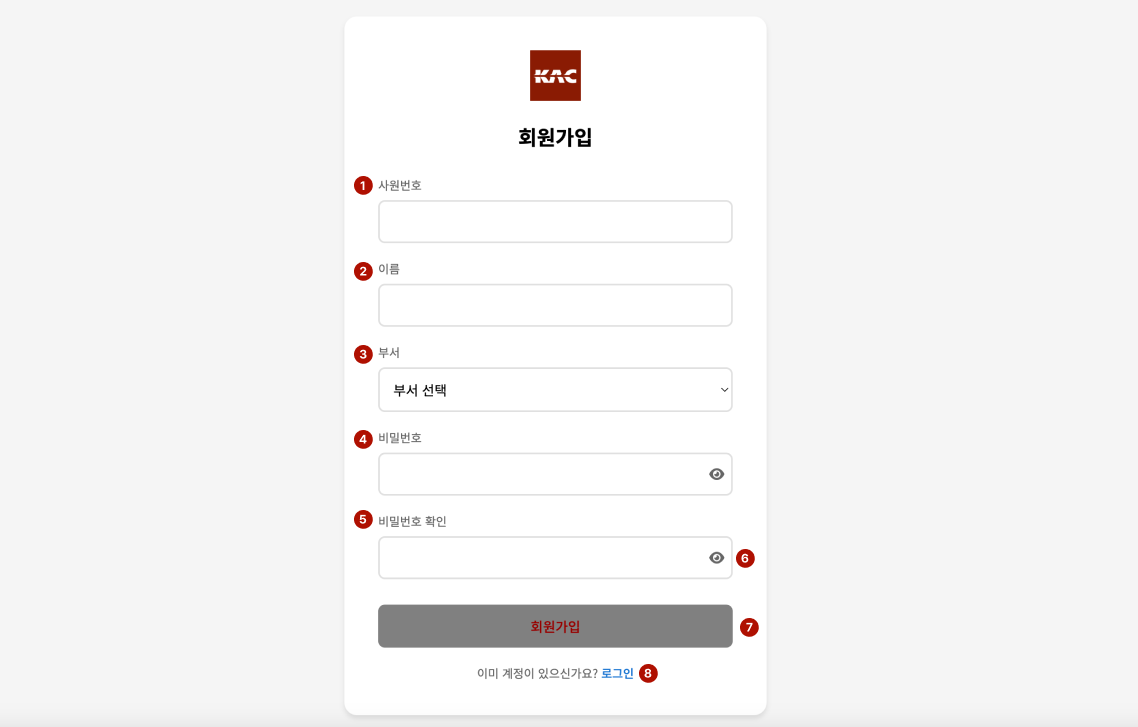 KAC
회원가입
1 사원번호
2 이름
3 부서
부서 선택
4 비밀번호
5 비밀번호 확인
6
회원가입 7
이미 계정이 있으신가요? 로그인 8